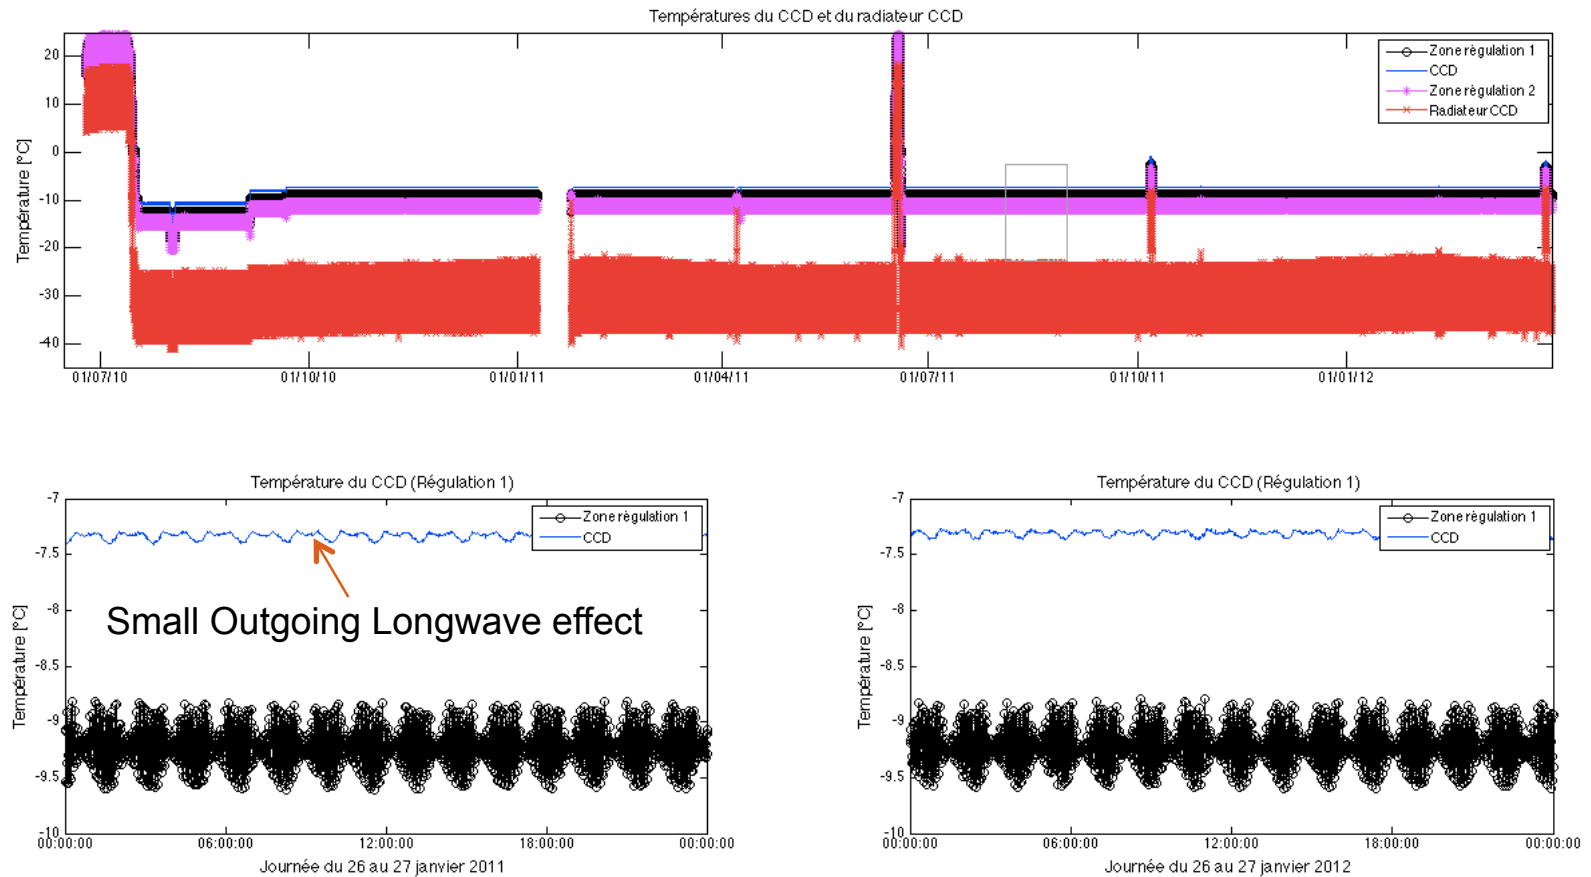 Températures du CCD et du radiateur CCD
Température [°C]
20
10
0
-10
-20
-30
-40
Zone règulation 1
CCD
Zone règulation 2
Radiateur CCD
01/07/10 01/10/10 01/01/11 01/04/11 01/07/11 01/10/11 01/01/12
Température du CCD (Régulation 1)
Température [°C]
-7
-7.5
-8
-8.5
-9
-9.5
-10
Zone règulation 1
CCD
Small Outgoing Longwave effect
00:00:00 06:00:00 12:00:00 18:00:00 00:00:00
Journée du 26 au 27 janvier 2011
Température du CCD (Régulation 1)
Température [°C]
-7
-7.5
-8
-8.5
-9
-9.5
-10
Zone règulation 1
CCD
00:00:00 06:00:00 12:00:00 18:00:00 00:00:00
Journée du 26 au 27 janvier 2012